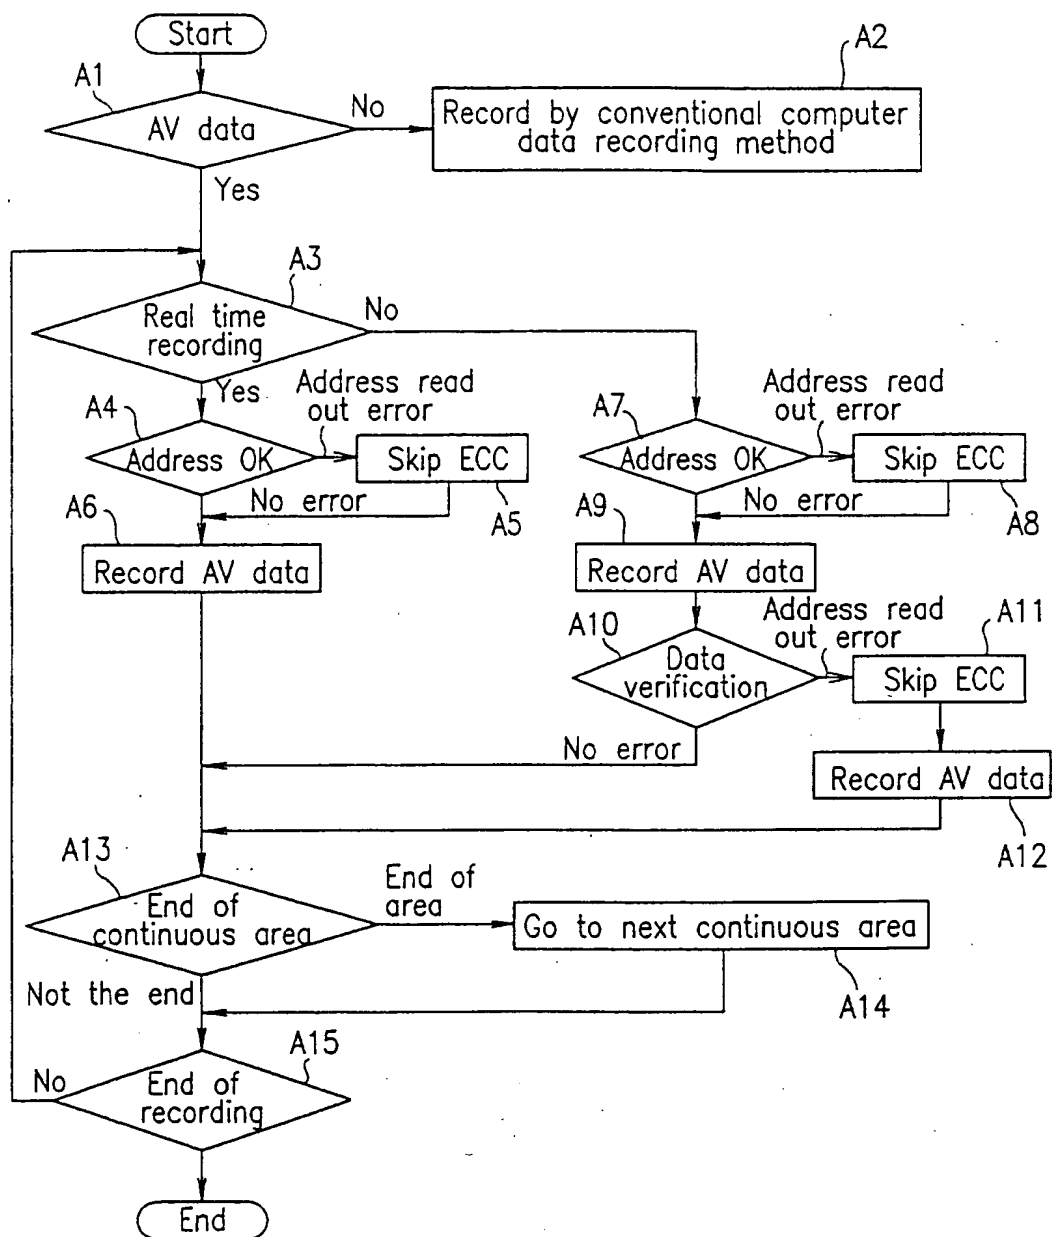 Start
A1
A2
AV data
No
Record by conventional computer
data recording method
Yes
A3
Real time
recording
No
Yes
A4
Address read
out error
Address OK
Skip ECC
A7
Address read
out error
Address OK
Skip ECC
No error
A5
A6
Record AV data
No error
A8
A9
Record AV data
A10
Address read
out error
A11
Data
verification
Skip ECC
No error
Record AV data
A12
A13
End of
continuous area
End of
area
Go to next continuous area
A14
Not the end
A15
No
End of
recording
End